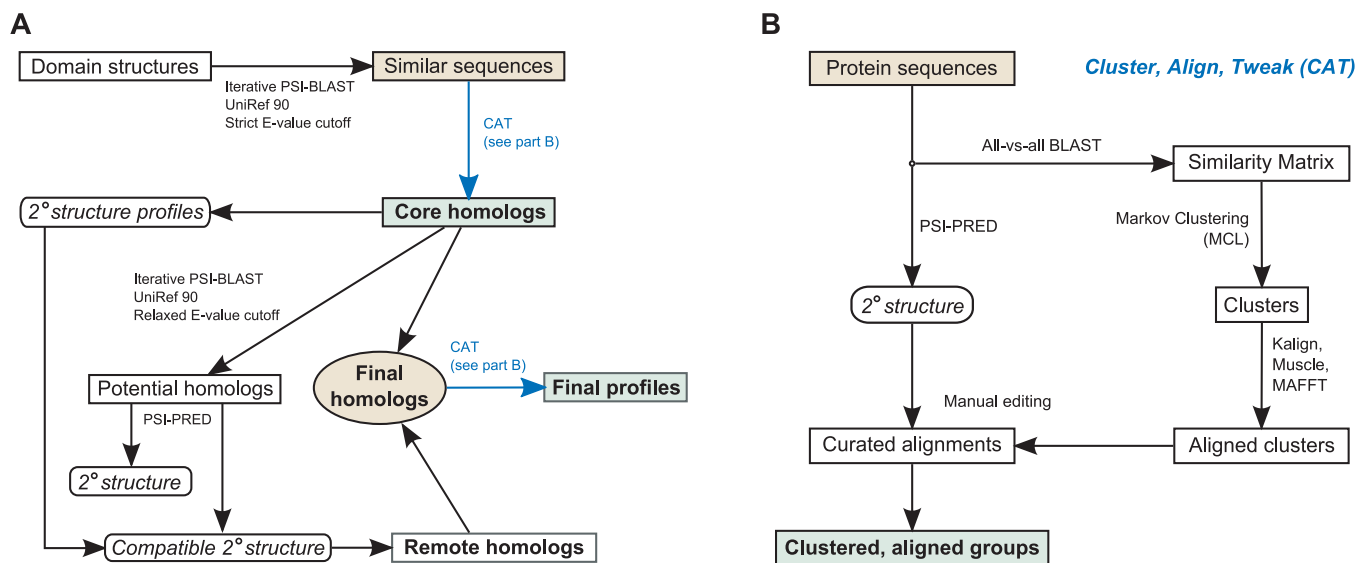 A
Domain structures
Similar sequences
Iterative PSI-BLAST
UniRef 90
Strict E-value cutoff
CAT
(see part B)
2° structure profiles
Core homologs
Iterative PSI-BLAST
UniRef 90
Relaxed E-value cutoff
CAT
(see part B)
Potential homologs
Final
homologs
Final profiles
PSI-PRED
2° structure
Compatible 2° structure
Remote homologs
B
Protein sequences
Cluster, Align, Tweak (CAT)
All-vs-all BLAST
Similarity Matrix
PSI-PRED
Markov Clustering
(MCL)
2° structure
Clusters
Kalign,
Muscle,
MAFFT
Manual editing
Curated alignments
Aligned clusters
Clustered, aligned groups